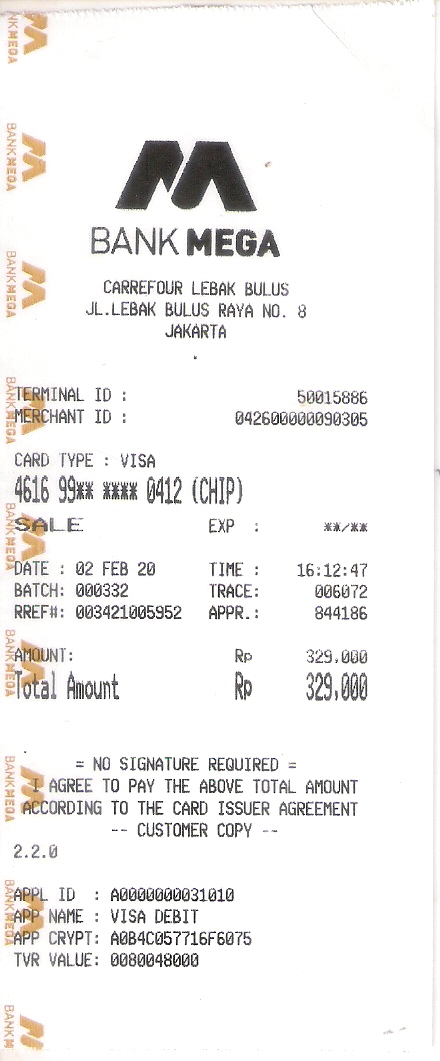 BANK MEGA
CARREFOUR LEBAK BULUS
JL.LEBAK BULUS RAYA NO. 8
JAKARTA
TERMINAL ID : 50015886
MERCHANT ID : 042600000090305
CARD TYPE : VISA
4616 99** **** 0412 (CHIP)
SALE EXP : **/**
DATE : 02 FEB 20 TIME : 16:12:47
BATCH: 000332 TRACE: 006072
RREF#: 003421005952 APPR.: 844186
AMOUNT: Rp 329.000
Total Amount Rp 329.000
= NO SIGNATURE REQUIRED =
I AGREE TO PAY THE ABOVE TOTAL AMOUNT
ACCORDING TO THE CARD ISSUER AGREEMENT
-- CUSTOMER COPY --
2.2.0
APPL ID : A0000000031010
APP NAME : VISA DEBIT
APP CRYPT: A0B4C057716F6075
TVR VALUE: 0080048000
BANK MEGA
BANK MEGA
BANK MEGA
BANK MEGA
BANK MEGA
BANK MEGA
BANK MEGA
BANK MEGA
BANK M